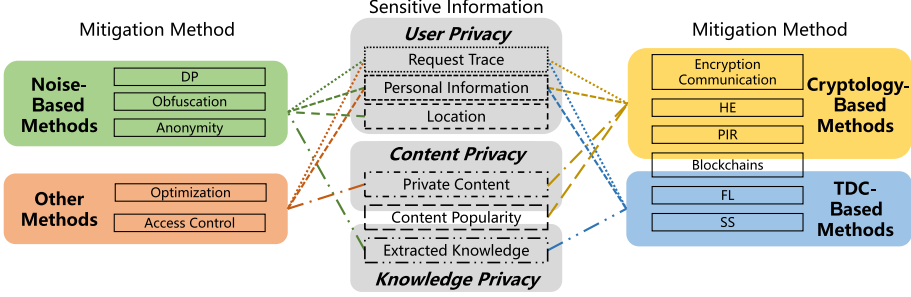 Mitigation Method
Noise-
Based
Methods
DP
Obfuscation
Anonymity
Other
Methods
Optimization
Access Control
Sensitive Information
User Privacy
Request Trace
Personal Information
Location
Content Privacy
Private Content
Content Popularity
Extracted Knowledge
Knowledge Privacy
Mitigation Method
Encryption
Communication
HE
PIR
Blockchains
FL
SS
Cryptology-
Based
Methods
TDC-
Based
Methods